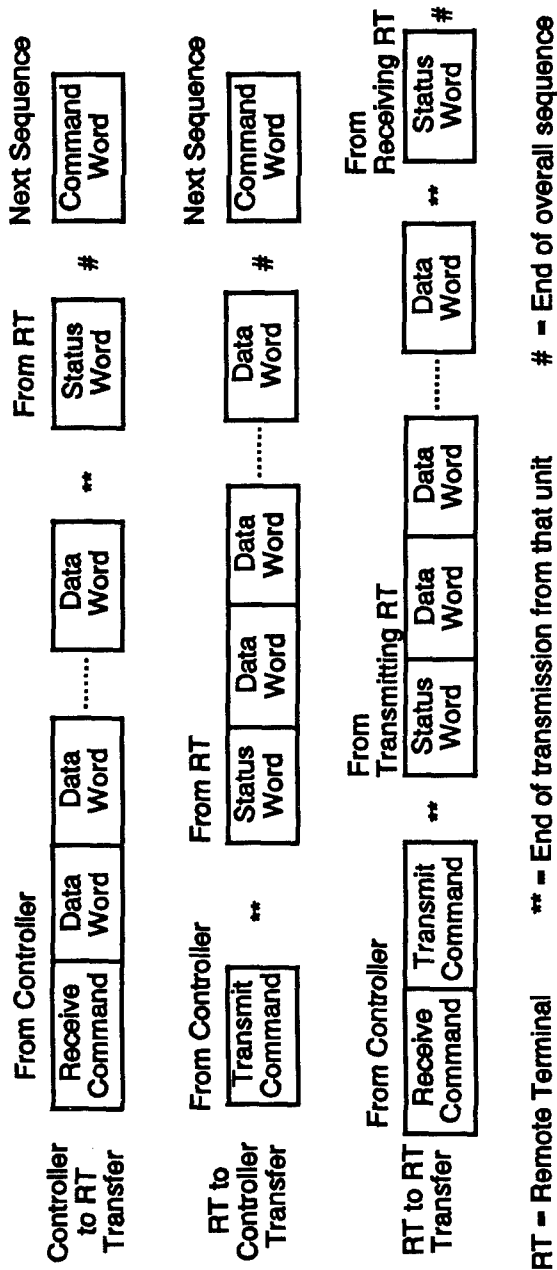 Controller
to RT
Transfer
From Controller
Receive
Command
Data
Word
Data
Word
........
Data
Word
**
From RT
Status
Word
#
Next Sequence
Command
Word
RT to
Controller
Transfer
From Controller
Transmit
Command
**
From RT
Status
Word
Data
Word
Data
Word
........
Data
Word
#
Next Sequence
Command
Word
RT to RT
Transfer
From Controller
Receive
Command
Transmit
Command
**
From
Transmitting RT
Status
Word
Data
Word
Data
Word
........
Data
Word
**
From
Receiving RT
Status
Word
#
RT = Remote Terminal ** = End of transmission from that unit # = End of overall sequence